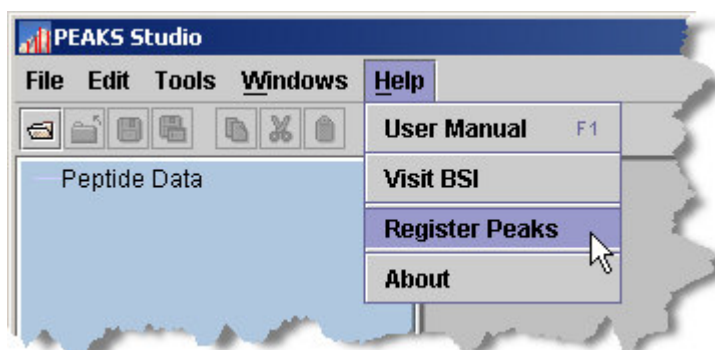 PEAKS Studio
File Edit Tools Windows Help
User Manual F1
Peptide Data
Visit BSI
Register Peaks
About